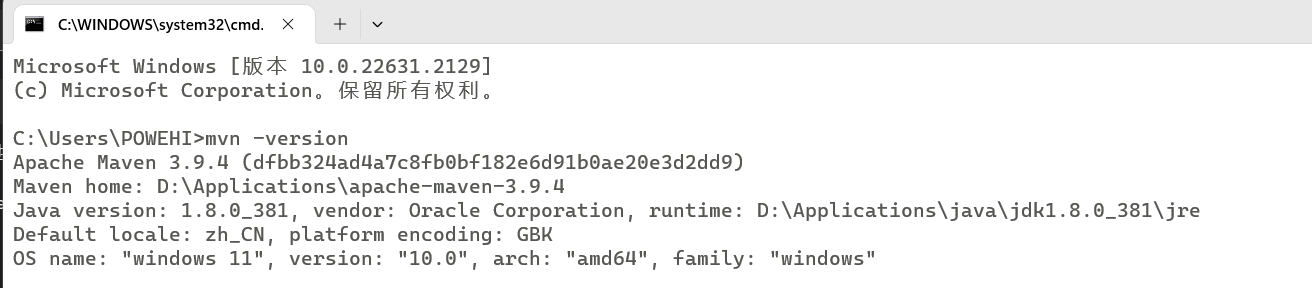 C:\WINDOWS\system32\cmd.
Microsoft Windows [版本 10.0.22631.2129]
(c) Microsoft Corporation。保留所有权利。
C:\Users\POWEHI>mvn -version
Apache Maven 3.9.4 (dfbb324ad4a7c8fb0bf182e6d91b0ae20e3d2dd9)
Maven home: D:\Applications\apache-maven-3.9.4
Java version: 1.8.0_381, vendor: Oracle Corporation, runtime: D:\Applications\java\jdk1.8.0_381\jre
Default locale: zh_CN, platform encoding: GBK
OS name: "windows 11", version: "10.0", arch: "amd64", family: "windows"